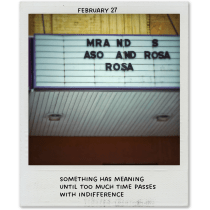 FEBRUARY 27
MRA ND S
ASO AND ROSA
ROSA
SOMETHING HAS MEANING
UNTIL TOO MUCH TIME PASSES
WITH INDIFFERENCE